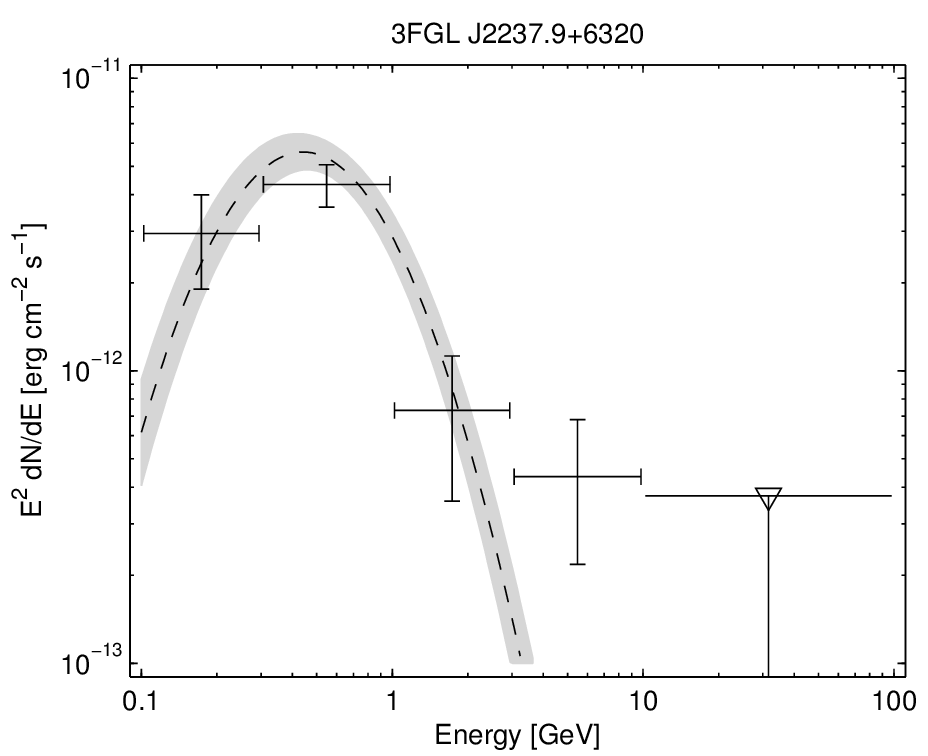 3FGL J2237.9+6320
E² dN/dE [erg cm⁻² s⁻¹]
10⁻¹¹
10⁻¹²
10⁻¹³
0.1 1 10 100
Energy [GeV]